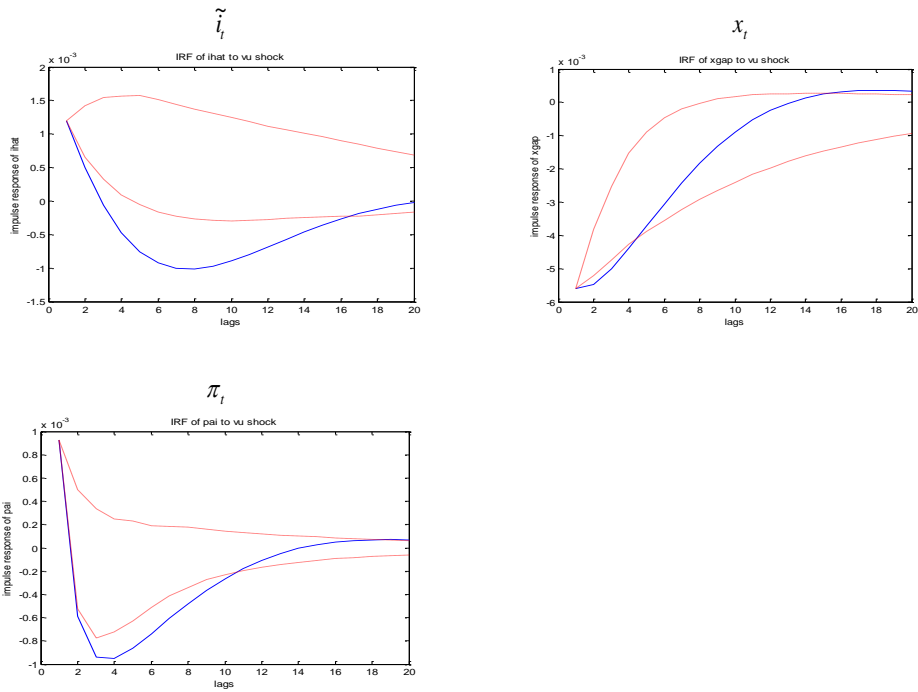 ĩ̇ₜ
xₜ
IRF of ihat to vu shock
x 10⁻³
2
1.5
1
0.5
0
-0.5
-1
-1.5
impulse response of ihat
0 2 4 6 8 10 12 14 16 18 20
lags
IRF of xgap to vu shock
x 10⁻³
1
0
-1
-2
-3
-4
-5
-6
impulse response of xgap
0 2 4 6 8 10 12 14 16 18 20
lags
πₜ
IRF of pai to vu shock
x 10⁻³
1
0.8
0.6
0.4
0.2
0
-0.2
-0.4
-0.6
-0.8
-1
impulse response of pai
0 2 4 6 8 10 12 14 16 18 20
lags